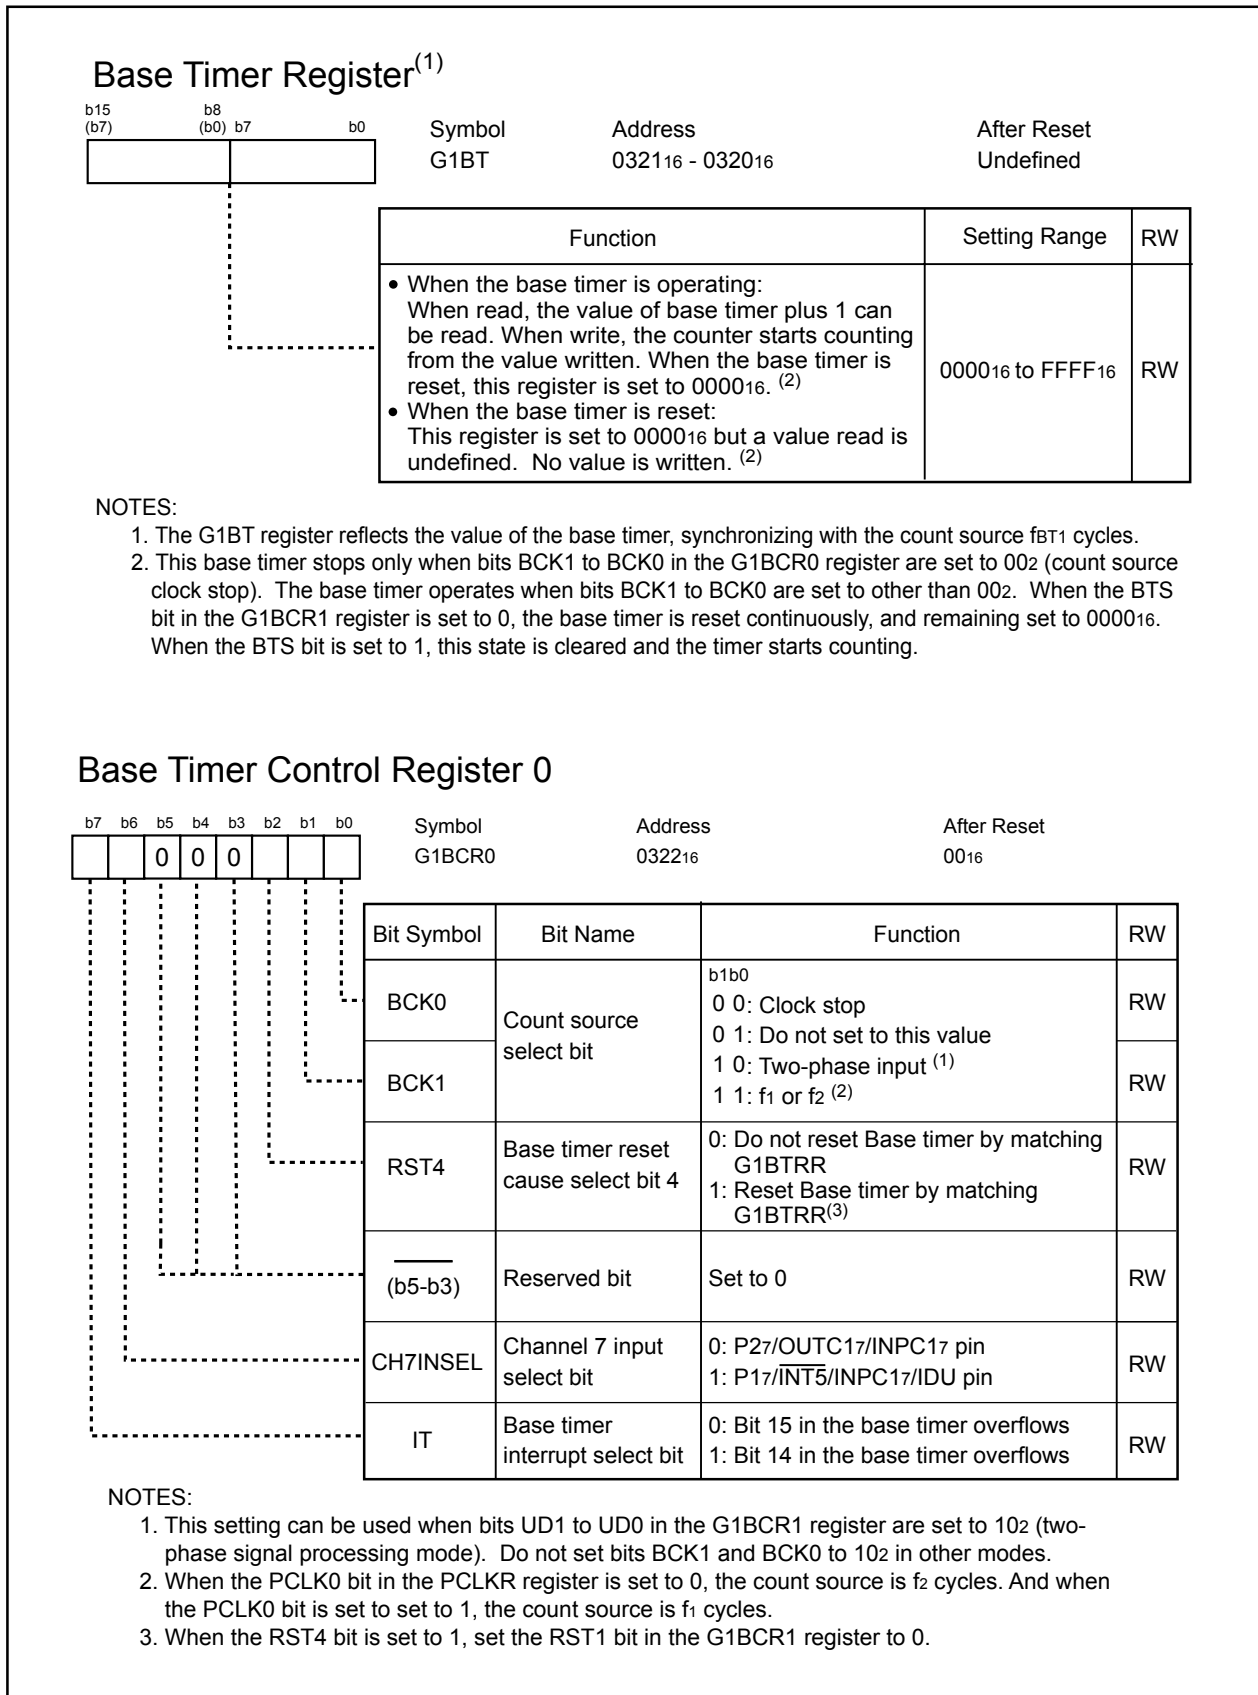 Base Timer Register(1)
b15 b8
(b7) (b0) b7 b0
Symbol Address After Reset
G1BT 032116 - 032016 Undefined
Function Setting Range RW
• When the base timer is operating:
When read, the value of base timer plus 1 can
be read. When write, the counter starts counting
from the value written. When the base timer is
reset, this register is set to 000016. (2)
000016 to FFFF16 RW
• When the base timer is reset:
This register is set to 000016 but a value read is
undefined. No value is written. (2)
NOTES:
1. The G1BT register reflects the value of the base timer, synchronizing with the count source fBT1 cycles.
2. This base timer stops only when bits BCK1 to BCK0 in the G1BCR0 register are set to 002 (count source
clock stop). The base timer operates when bits BCK1 to BCK0 are set to other than 002. When the BTS
bit in the G1BCR1 register is set to 0, the base timer is reset continuously, and remaining set to 000016.
When the BTS bit is set to 1, this state is cleared and the timer starts counting.
Base Timer Control Register 0
b7 b6 b5 b4 b3 b2 b1 b0
0 0 0
Symbol Address After Reset
G1BCR0 032216 0016
Bit Symbol Bit Name Function RW
BCK0 RW
BCK1 RW
Count source
select bit
b1b0
0 0: Clock stop
0 1: Do not set to this value
1 0: Two-phase input (1)
1 1: f1 or f2 (2)
RST4
Base timer reset
cause select bit 4
0: Do not reset Base timer by matching
G1BTRR
1: Reset Base timer by matching
G1BTRR(3)
RW
(b5-b3) Reserved bit Set to 0 RW
CH7INSEL
Channel 7 input
select bit
0: P27/OUTC17/INPC17 pin
1: P17/INT5/INPC17/IDU pin
RW
IT
Base timer
interrupt select bit
0: Bit 15 in the base timer overflows
1: Bit 14 in the base timer overflows
RW
NOTES:
1. This setting can be used when bits UD1 to UD0 in the G1BCR1 register are set to 102 (two-
phase signal processing mode). Do not set bits BCK1 and BCK0 to 102 in other modes.
2. When the PCLK0 bit in the PCLKR register is set to 0, the count source is f2 cycles. And when
the PCLK0 bit is set to set to 1, the count source is f1 cycles.
3. When the RST4 bit is set to 1, set the RST1 bit in the G1BCR1 register to 0.